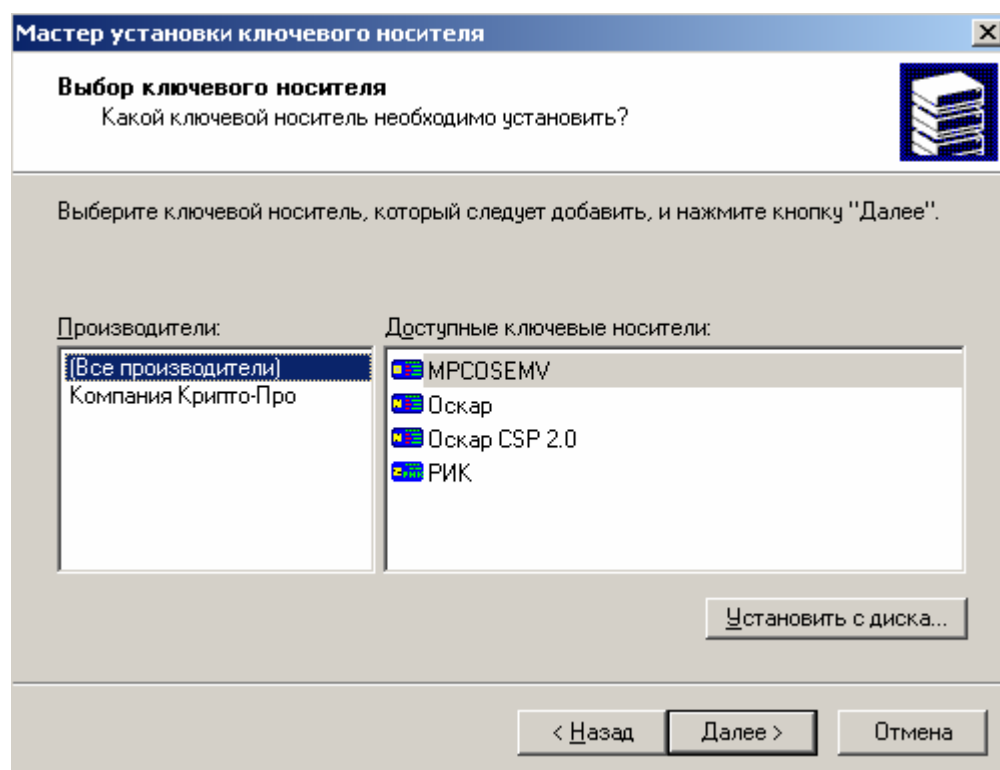 Мастер установки ключевого носителя
Выбор ключевого носителя
Какой ключевой носитель необходимо установить?
Выберите ключевой носитель, который следует добавить, и нажмите кнопку "Далее".
Производители:
(Все производители)
Компания Крипто-Про
Доступные ключевые носители:
MPCOSEMV
Оскар
Оскар CSP 2.0
РИК
Установить с диска...
< Назад
Далее >
Отмена